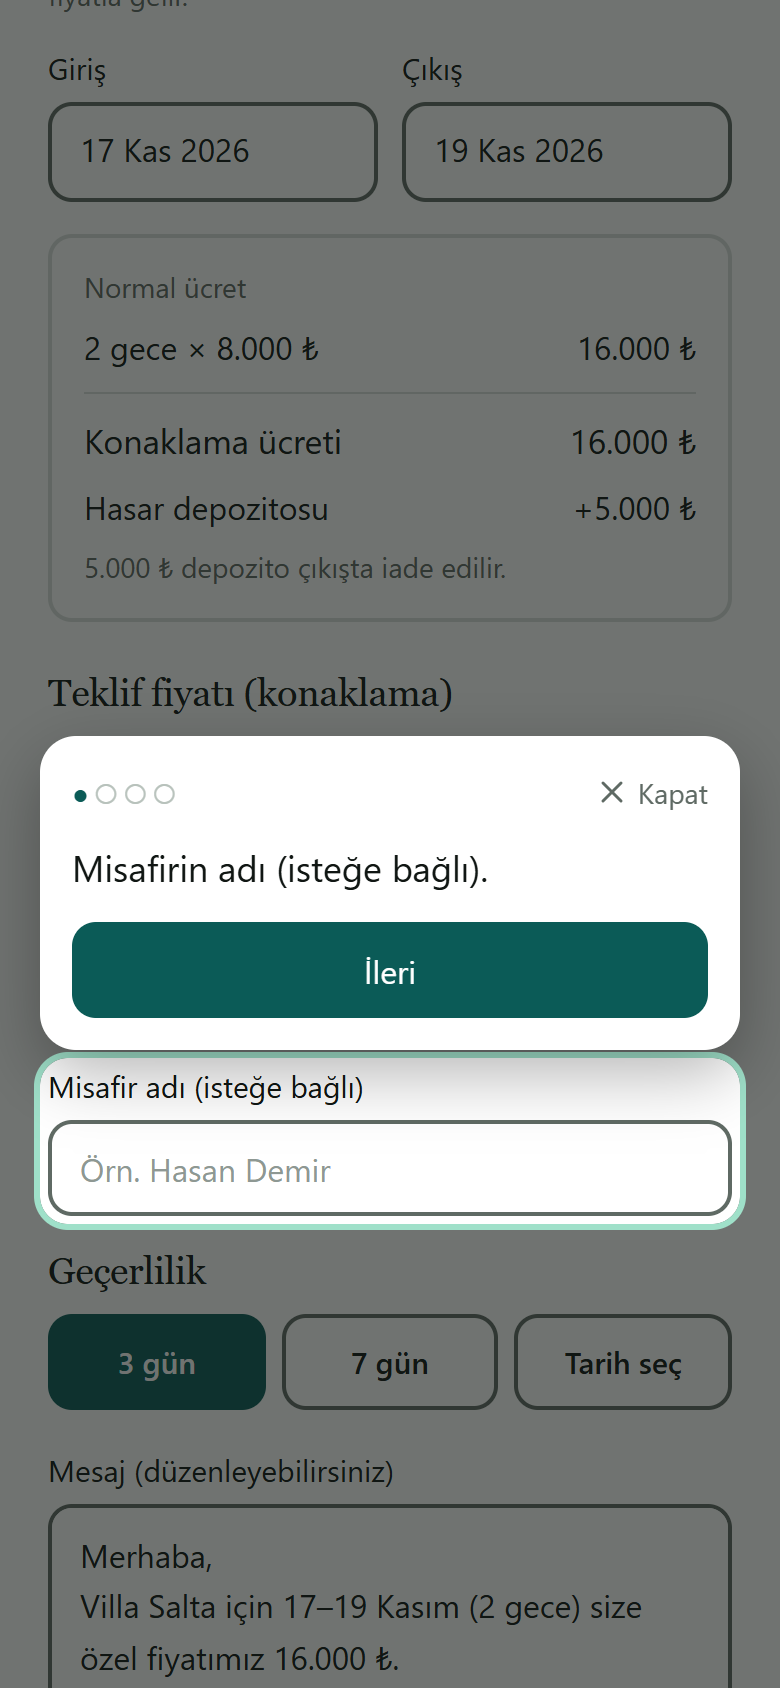 fiyatla gelir.
Giriş
Çıkış
17 Kas 2026
19 Kas 2026
Normal ücret
2 gece × 8.000 ₺
16.000 ₺
Konaklama ücreti
16.000 ₺
Hasar depozitosu
+5.000 ₺
5.000 ₺ depozito çıkışta iade edilir.
Teklif fiyatı (konaklama)
Kapat
Misafirin adı (isteğe bağlı).
İleri
Misafir adı (isteğe bağlı)
Örn. Hasan Demir
Geçerlilik
3 gün
7 gün
Tarih seç
Mesaj (düzenleyebilirsiniz)
Merhaba,
Villa Salta için 17–19 Kasım (2 gece) size
özel fiyatımız 16.000 ₺.